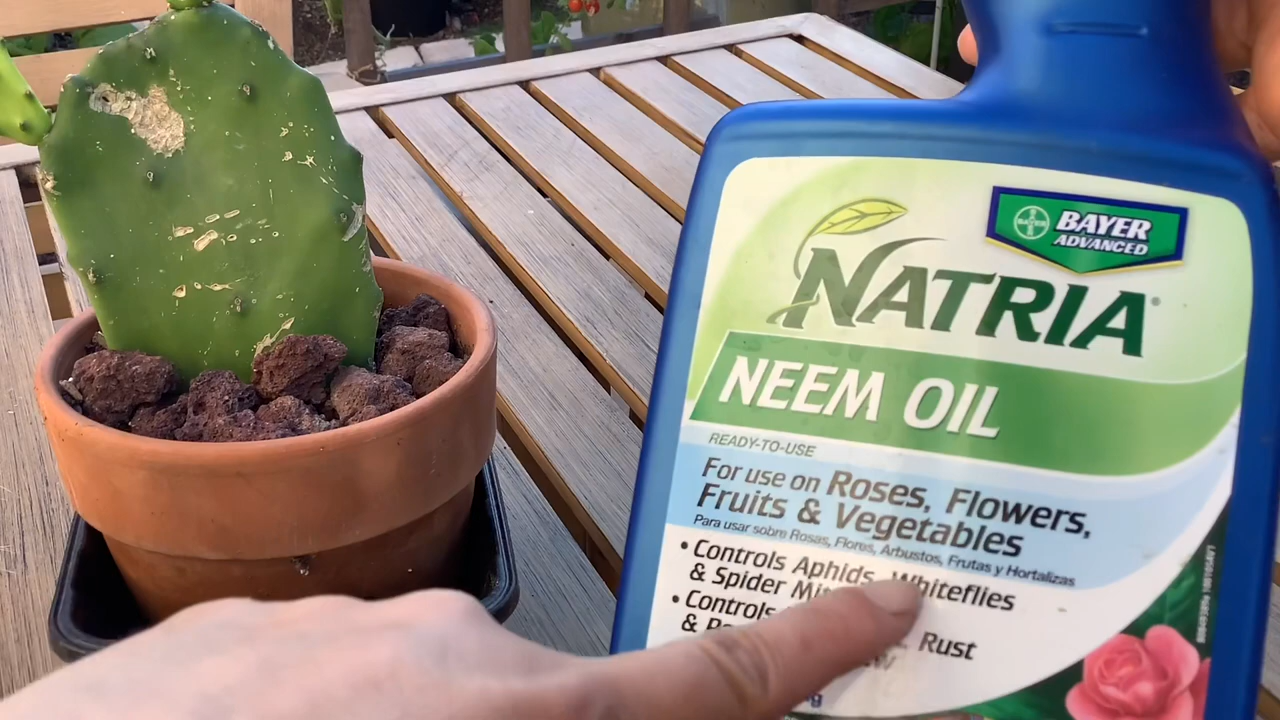 BAYER
BAYER
ADVANCED
NATRIA
NEEM OIL
READY-TO-USE
For use on Roses, Flowers,
Fruits & Vegetables
Para usar sobre Rosas, Flores, Arbustos, Frutas y Hortalizas
• Controls Aphids, Whiteflies
& Spider
• Controls
& Rust